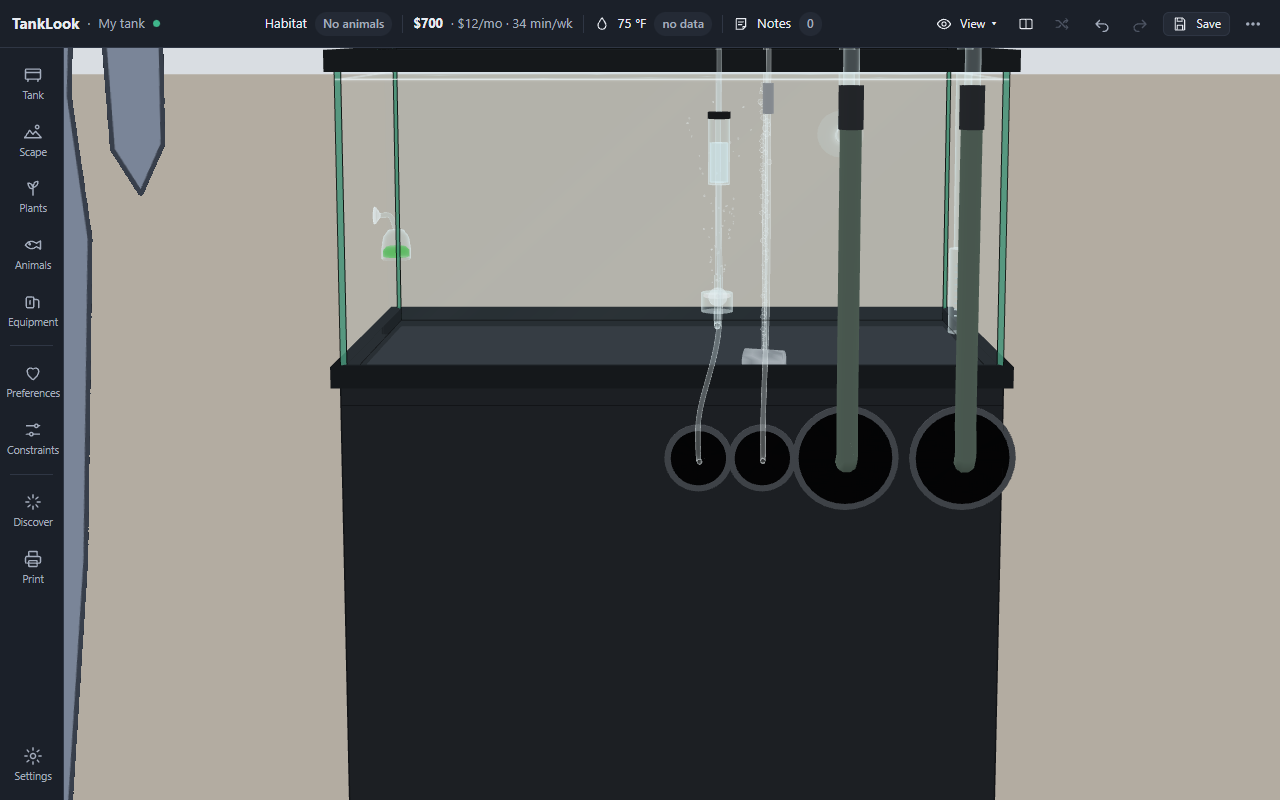 TankLook · My tank
Habitat No animals $700 · $12/mo · 34 min/wk 75 °F no data Notes 0 View Save
Tank
Scape
Plants
Animals
Equipment
Preferences
Constraints
Discover
Print
Settings